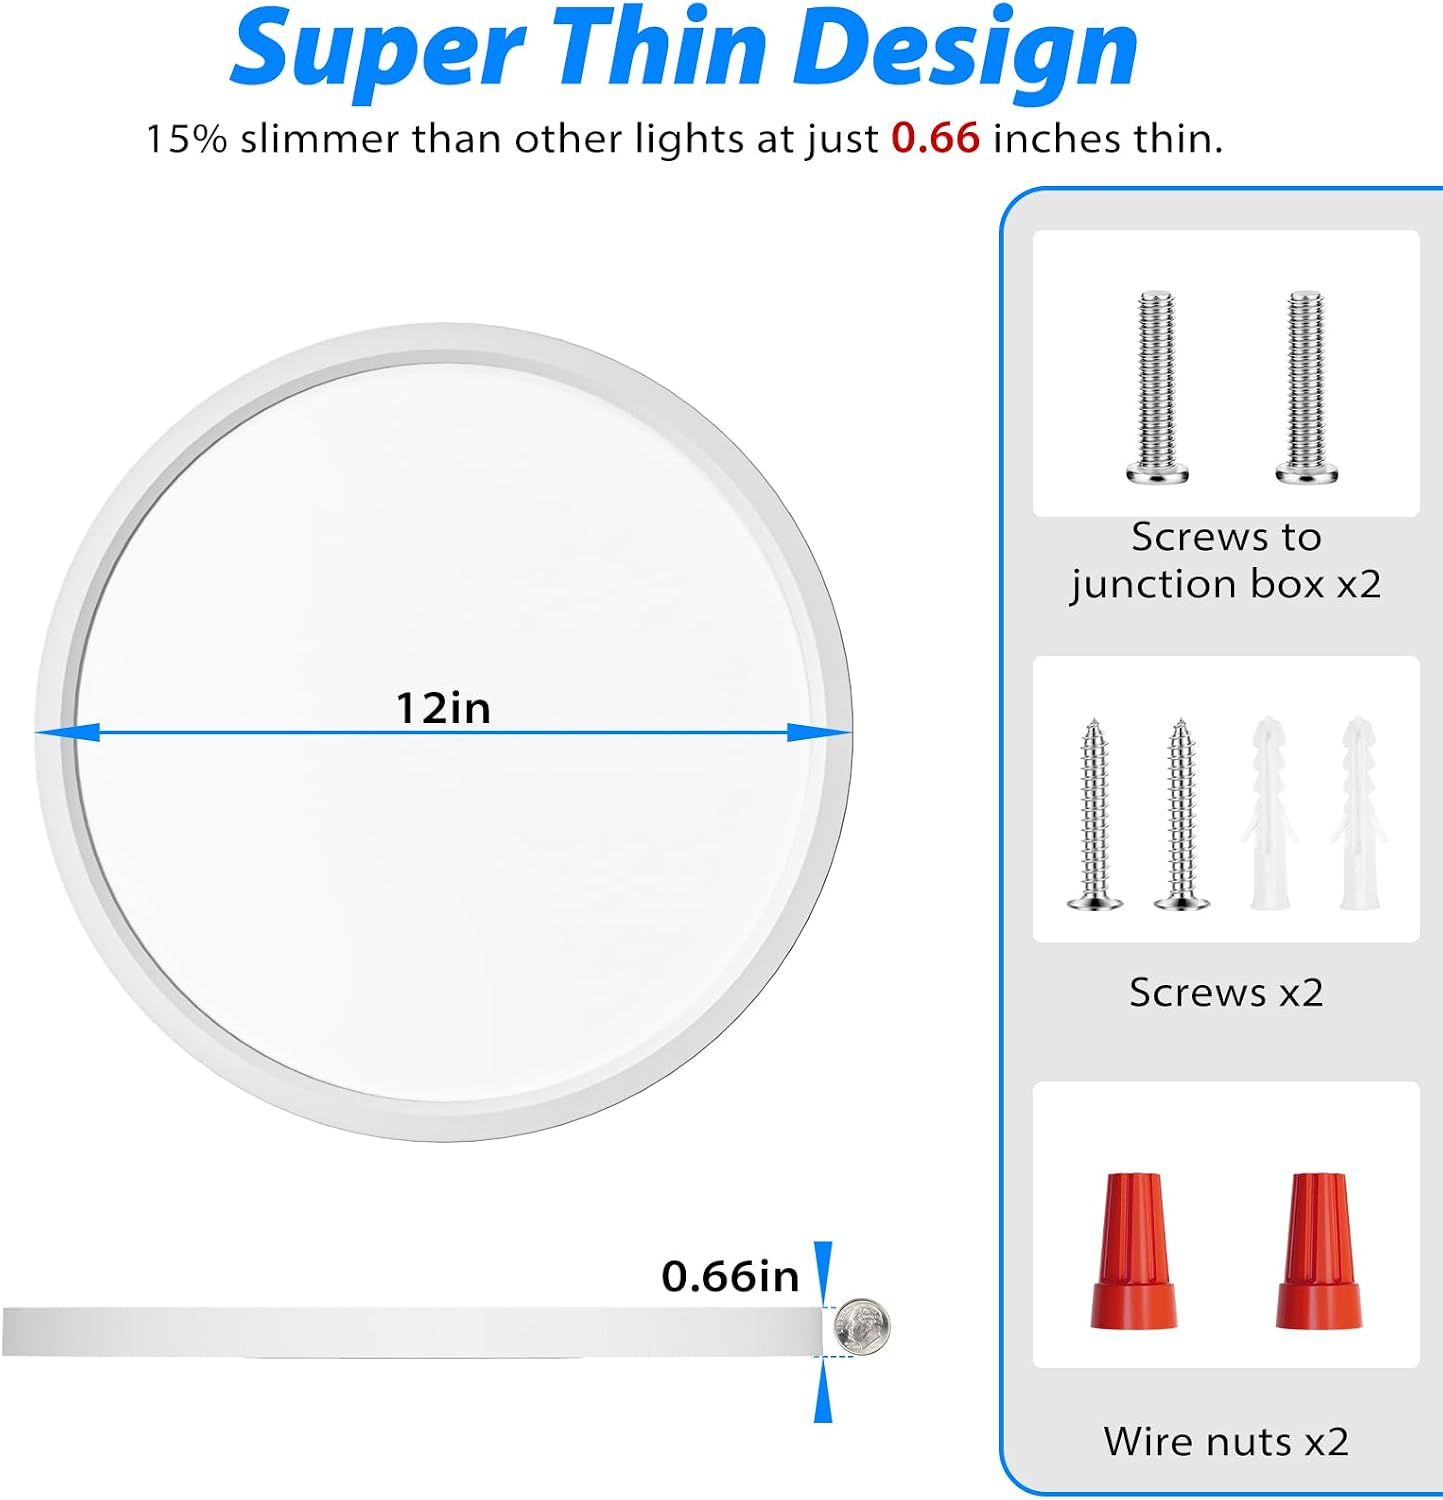 Super Thin Design
15% slimmer than other lights at just 0.66 inches thin.
12in
0.66in
Screws to
junction box x2
Screws x2
Wire nuts x2